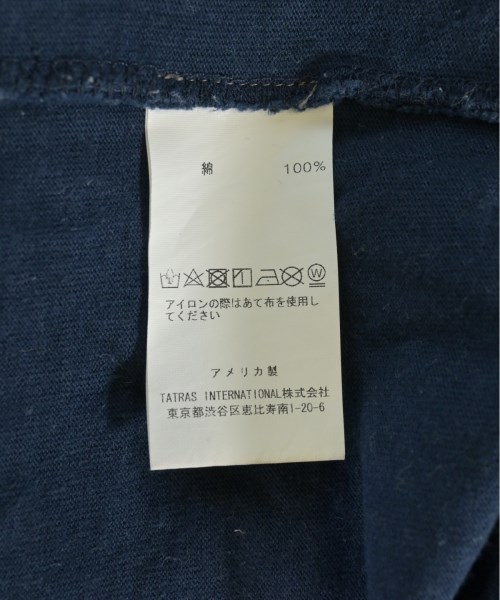 綿 100%
アイロンの際はあて布を使用し
てください
アメリカ製
TATRAS INTERNATIONAL株式会社
東京都渋谷区恵比寿南1-20-6